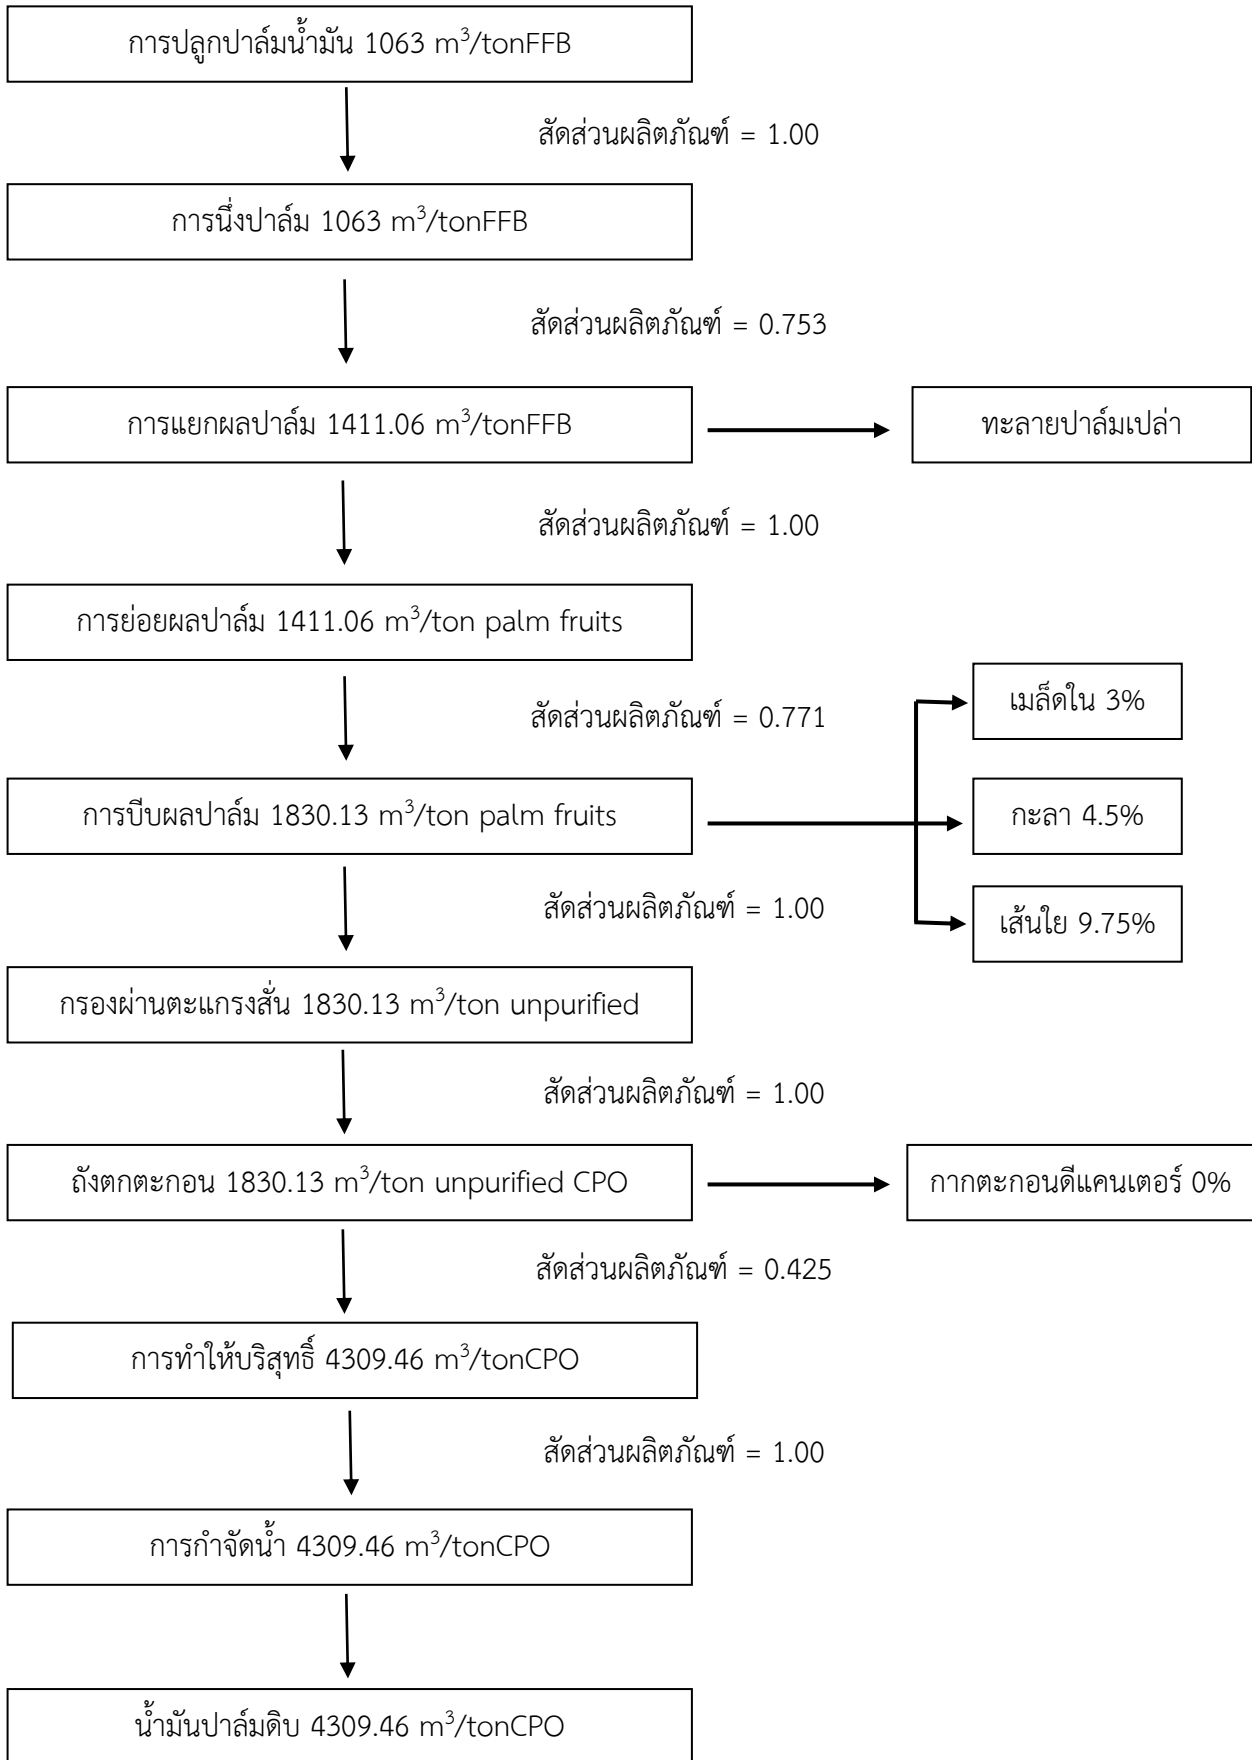 การปลูกปาล์มน้ำมัน 1063 m³/tonFFB
สัดส่วนผลิตภัณฑ์ = 1.00
การนึ่งปาล์ม 1063 m³/tonFFB
สัดส่วนผลิตภัณฑ์ = 0.753
การแยกผลปาล์ม 1411.06 m³/tonFFB
ทะลายปาล์มเปล่า
สัดส่วนผลิตภัณฑ์ = 1.00
การย่อยผลปาล์ม 1411.06 m³/ton palm fruits
เมล็ดใน 3%
สัดส่วนผลิตภัณฑ์ = 0.771
การบีบผลปาล์ม 1830.13 m³/ton palm fruits
กะลา 4.5%
สัดส่วนผลิตภัณฑ์ = 1.00
เส้นใย 9.75%
กรองผ่านตะแกรงสั่น 1830.13 m³/ton unpurified
สัดส่วนผลิตภัณฑ์ = 1.00
ถังตกตะกอน 1830.13 m³/ton unpurified CPO
กากตะกอนดีแคนเตอร์ 0%
สัดส่วนผลิตภัณฑ์ = 0.425
การทำให้บริสุทธิ์ 4309.46 m³/tonCPO
สัดส่วนผลิตภัณฑ์ = 1.00
การกำจัดน้ำ 4309.46 m³/tonCPO
น้ำมันปาล์มดิบ 4309.46 m³/tonCPO